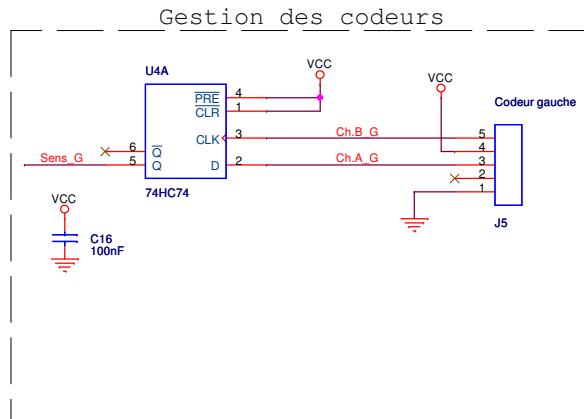 Gestion des codeurs
U4A
VCC
VCC
Codeur gauche
PRE 4
CLR 1
CLK 3 Ch.B_G 5
4
6 Q
Sens_G 5 Q D 2 Ch.A_G 3
2
1
74HC74
VCC
J5
C16
100nF